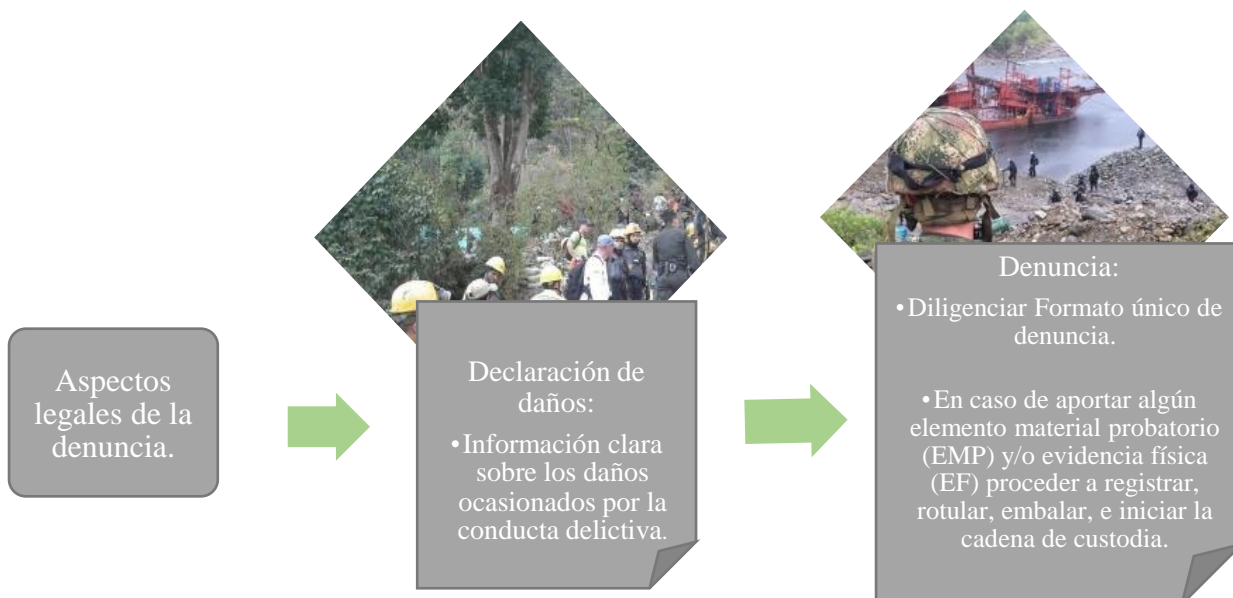 Aspectos
legales de la
denuncia.
Declaración de
daños:
•Información clara
sobre los daños
ocasionados por la
conducta delictiva.
Denuncia:
•Diligenciar Formato único de
denuncia.
•En caso de aportar algún
elemento material probatorio
(EMP) y/o evidencia física
(EF) proceder a registrar,
rotular, embalar, e iniciar la
cadena de custodia.